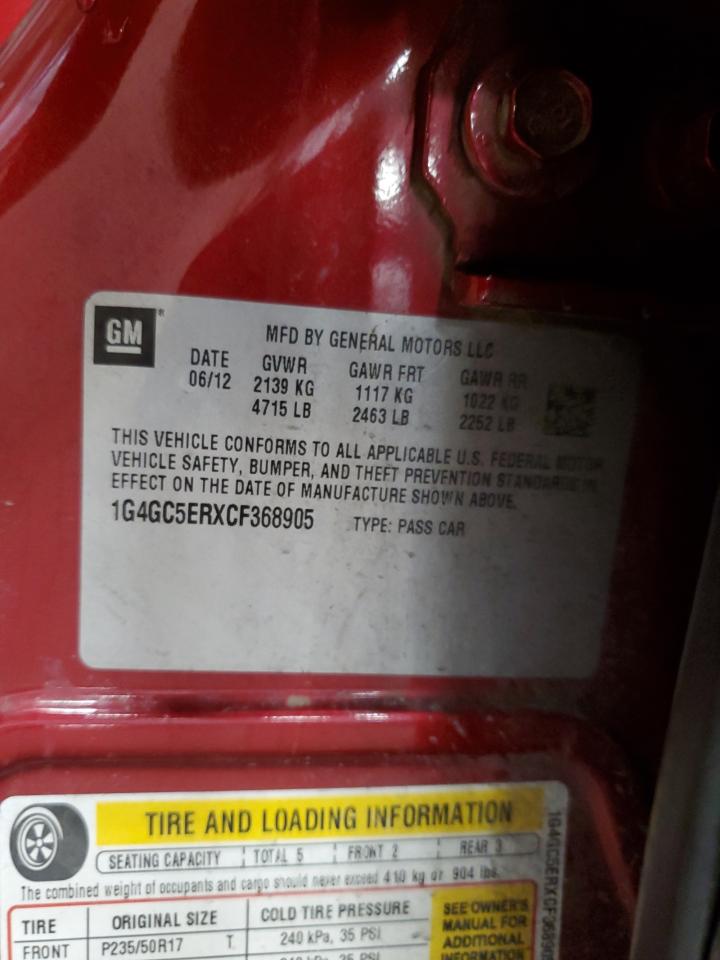 GM
MFD BY GENERAL MOTORS LLC
DATE GVWR GAWR FRT GAWR RR
06/12 2139 KG 1117 KG 1022 KG
4715 LB 2463 LB 2252 LB
THIS VEHICLE CONFORMS TO ALL APPLICABLE U.S. FEDERAL MOTOR
VEHICLE SAFETY, BUMPER, AND THEFT PREVENTION STANDARDS IN
EFFECT ON THE DATE OF MANUFACTURE SHOWN ABOVE.
1G4GC5ERXCF368905 TYPE: PASS CAR
TIRE AND LOADING INFORMATION
SEATING CAPACITY TOTAL 5 FRONT 2 REAR 3
The combined weight of occupants and cargo should never exceed 410 kg or 904 lbs.
TIRE ORIGINAL SIZE COLD TIRE PRESSURE
FRONT P235/50R17 T 240 kPa, 35 PSI
SEE OWNER'S
MANUAL FOR
ADDITIONAL
INFORMATION